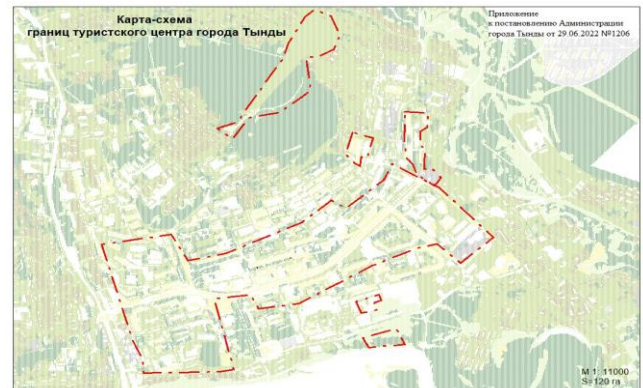 Карта-схема
границ туристского центра города Тынды
Приложение
к постановлению Администрации
города Тынды от 29.06.2022 №1206
М 1: 11000
S=120 га